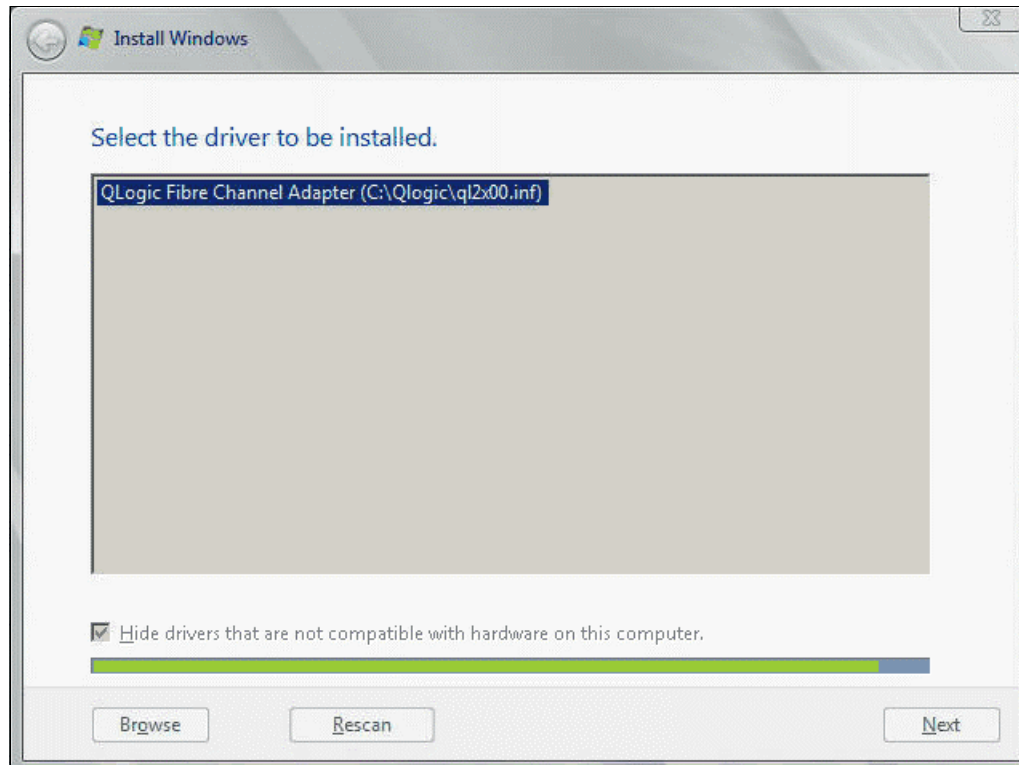 Install Windows
Select the driver to be installed.
QLogic Fibre Channel Adapter (C:\Qlogic\ql2x00.inf)
Hide drivers that are not compatible with hardware on this computer.
Browse Rescan Next